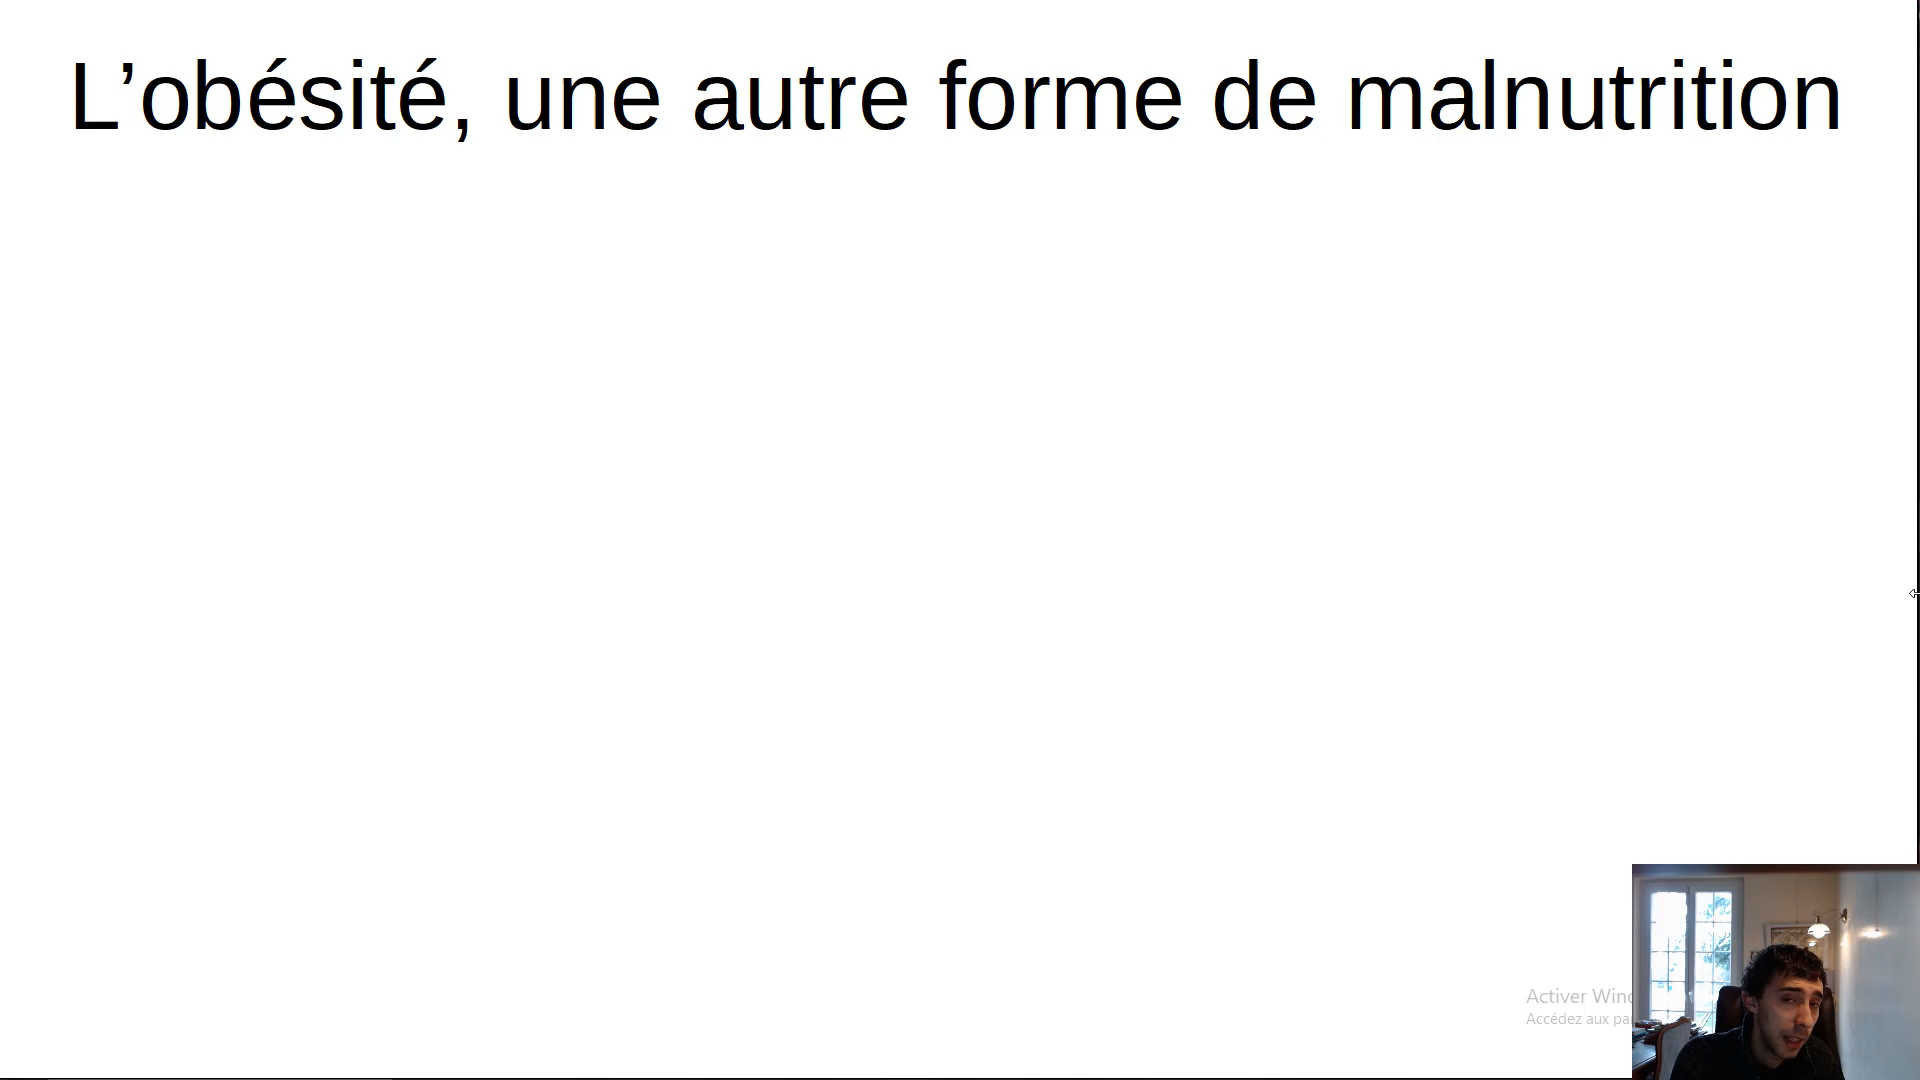 L’obésité, une autre forme de malnutrition
Activer
Accédez aux